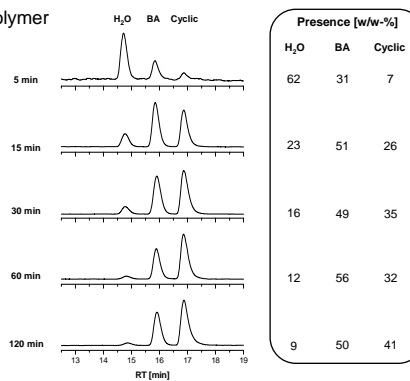 olymer
H₂O BA Cyclic
Presence [w/w-%]
H₂O BA Cyclic
5 min 62 31 7
15 min 23 51 26
30 min 16 49 35
60 min 12 56 32
120 min 9 50 41
13 14 15 16 17 18 19
RT [min]